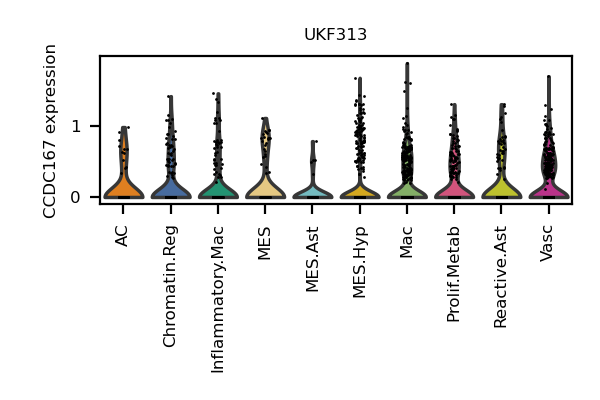 UKF313
CCDC167 expression
1
0
AC
Chromatin.Reg
Inflammatory.Mac
MES
MES.Ast
MES.Hyp
Mac
Prolif.Metab
Reactive.Ast
Vasc